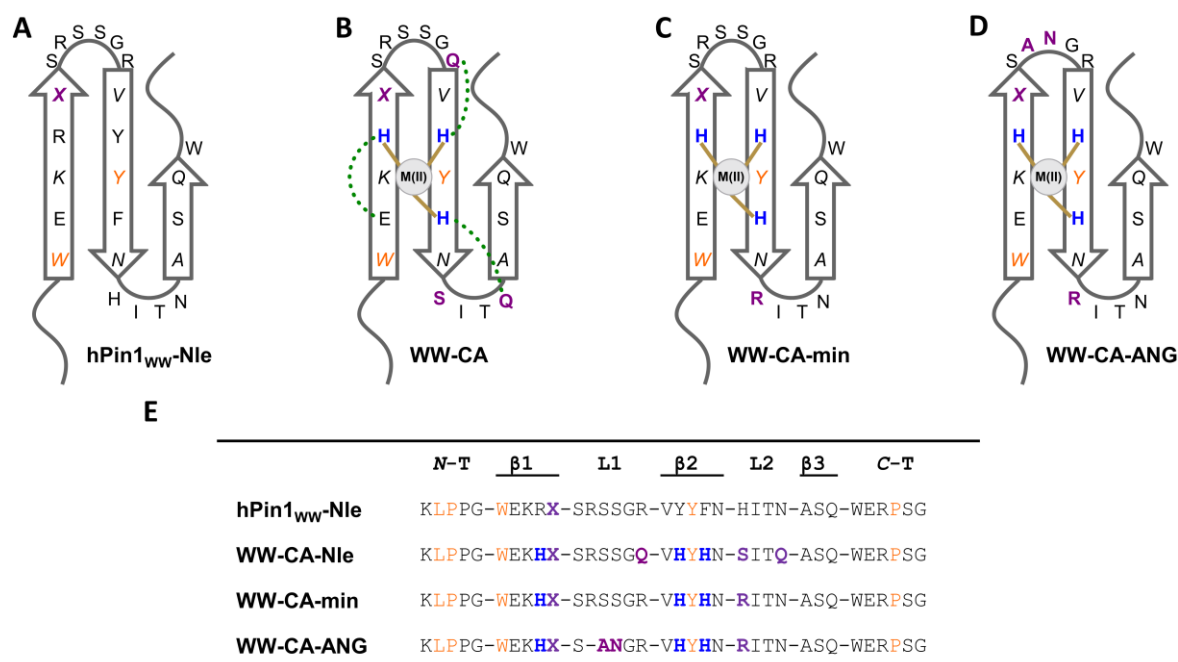 A
S R S S G R
X R K E W
V Y Y F N
H I T N
A S Q W
hPin1WW-Nle
B
S R S S G Q
X H K E W
M(II)
V H Y H N
S I T Q
A S Q W
WW-CA
C
S R S S G R
X H K E W
M(II)
V H Y H N
R I T N
A S Q W
WW-CA-min
D
S A N G R
X H K E W
M(II)
V H Y H N
R I T N
A S Q W
WW-CA-ANG
E
N-T β1 L1 β2 L2 β3 C-T
hPin1WW-Nle KLPPG-WEKRX-SRSSGR-VYYFN-HITN-ASQ-WERPSG
WW-CA-Nle KLPPG-WEKHX-SRSSGQ-VHYHN-SITQ-ASQ-WERPSG
WW-CA-min KLPPG-WEKHX-SRSSGR-VHYHN-RITN-ASQ-WERPSG
WW-CA-ANG KLPPG-WEKHX-S-ANGR-VHYHN-RITN-ASQ-WERPSG